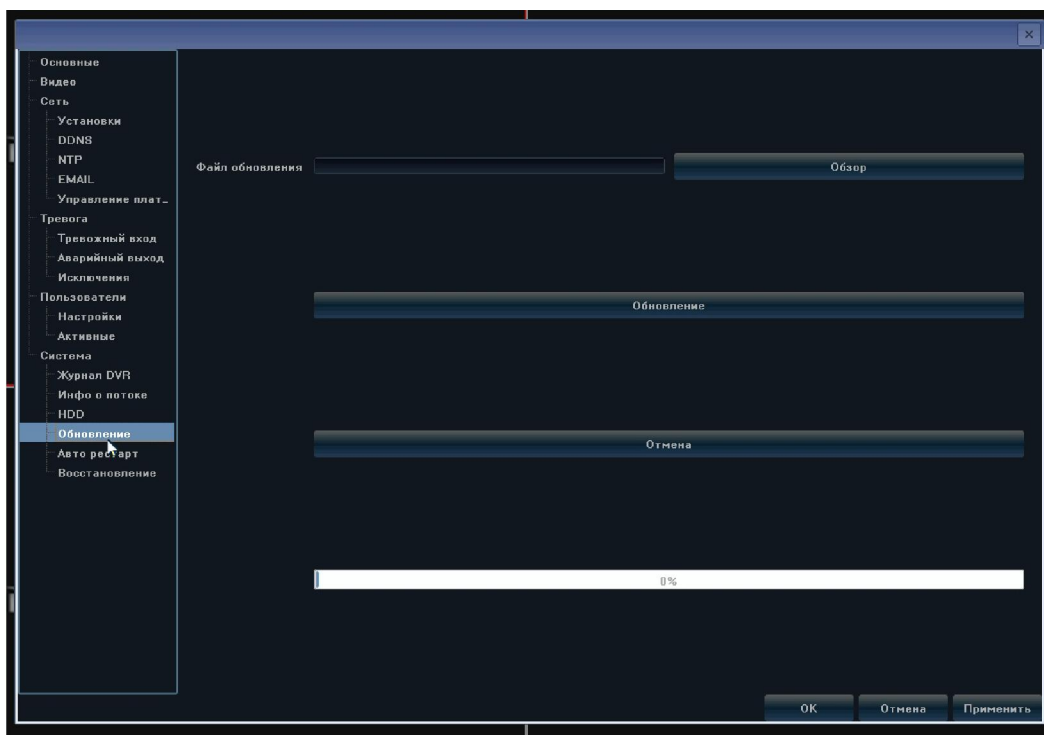 Основные
Видео
Сеть
Установки
DDNS
NTP
EMAIL
Управление плат_
Тревога
Тревожный вход
Аварийный выход
Исключения
Пользователи
Настройки
Активные
Система
Журнал DVR
Инфо о потоке
HDD
Обновление
Авто рестарт
Восстановление
Файл обновления
Обзор
Обновление
Отмена
0%
OK Отмена Применить